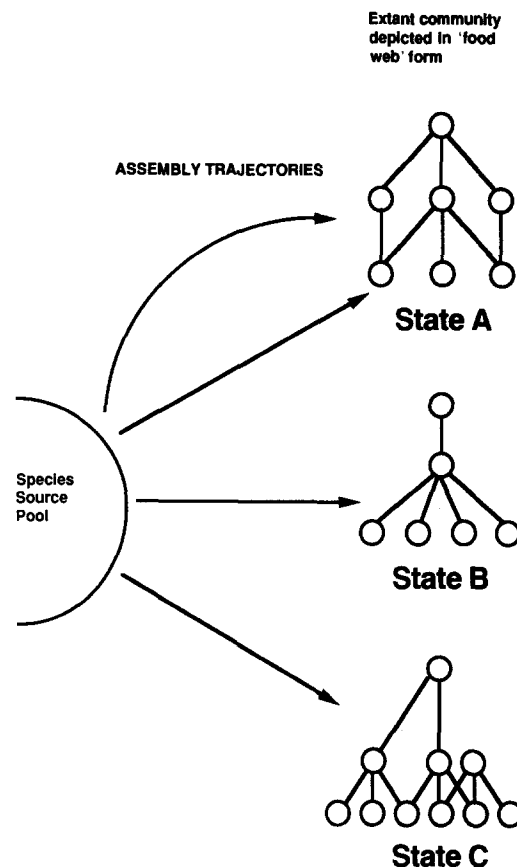 Extant community
depicted in 'food
web' form
ASSEMBLY TRAJECTORIES
State A
Species
Source
Pool
State B
State C